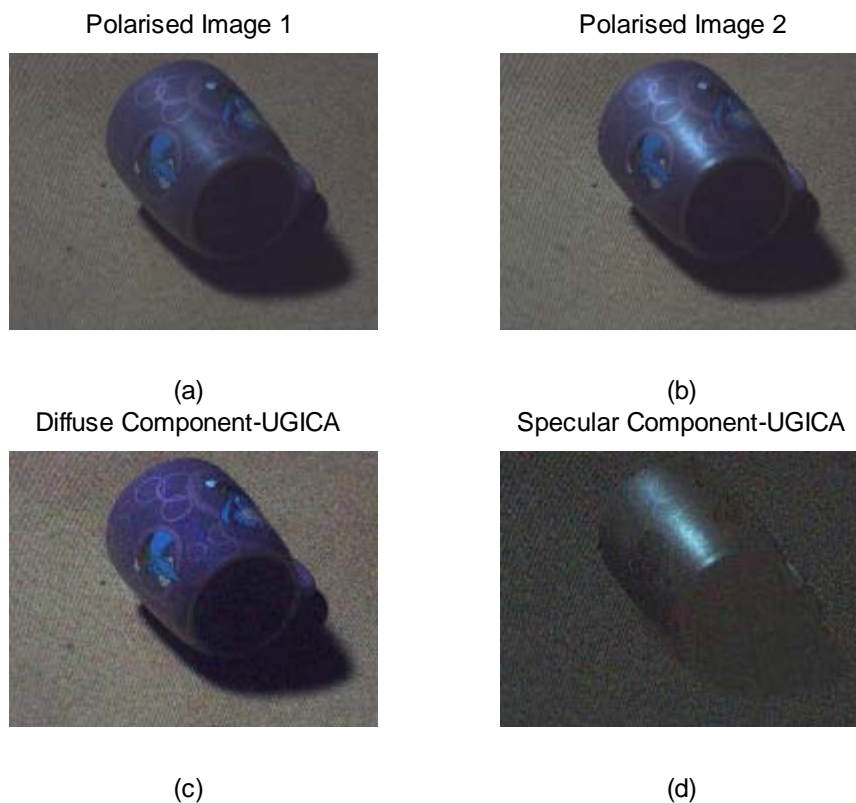 Polarised Image 1
Polarised Image 2
(a)
(b)
Diffuse Component-UGICA
Specular Component-UGICA
(c)
(d)